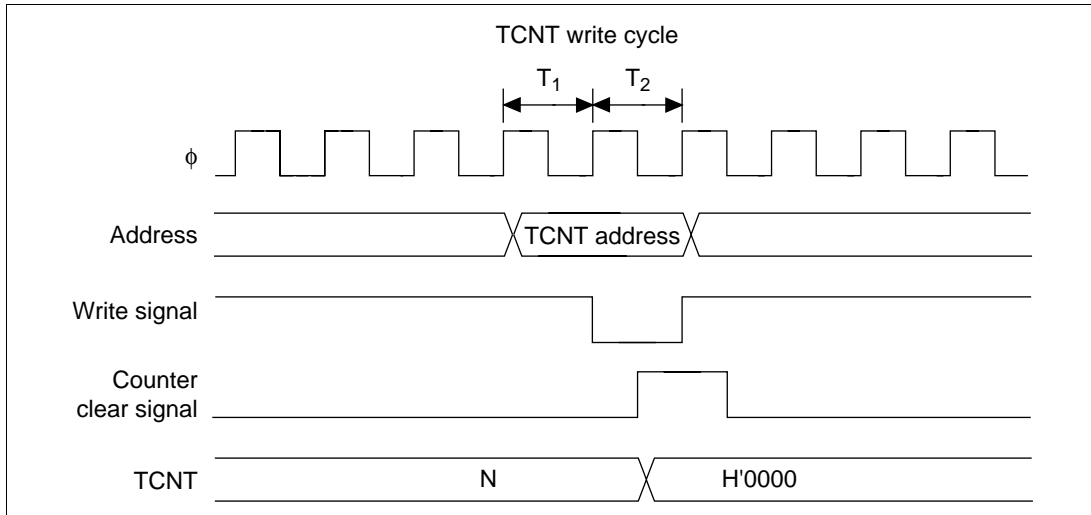 TCNT write cycle
T1 T2
ϕ
Address
TCNT address
Write signal
Counter
clear signal
TCNT
N
H'0000